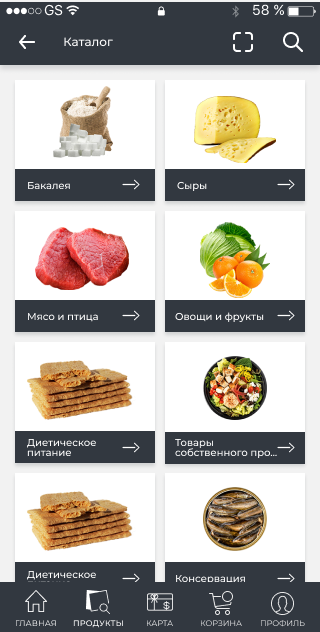 GS 58 %
Каталог
Бакалея
Сыры
Мясо и птица
Овощи и фрукты
Диетическое
питание
Товары
собственного про...
Диетическое
Консервация
$
ГЛАВНАЯ
ПРОДУКТЫ
КАРТА
КОРЗИНА
ПРОФИЛЬ